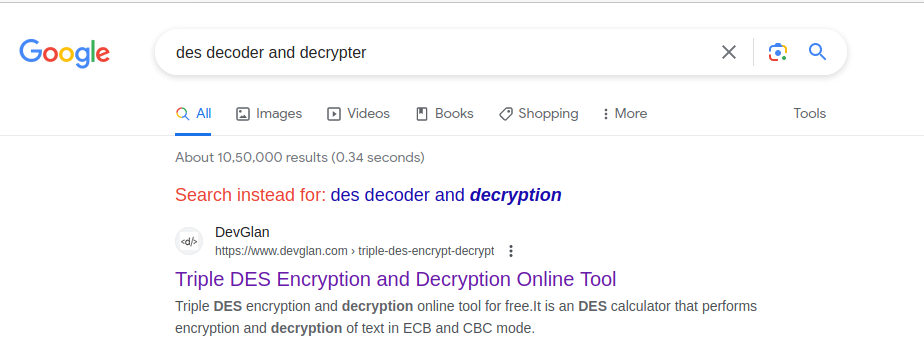 Google
des decoder and decrypter
All Images Videos Books Shopping More Tools
About 10,50,000 results (0.34 seconds)
Search instead for: des decoder and decryption
<d/> DevGlan
https://www.devglan.com › triple-des-encrypt-decrypt
Triple DES Encryption and Decryption Online Tool
Triple DES encryption and decryption online tool for free.It is an DES calculator that performs
encryption and decryption of text in ECB and CBC mode.